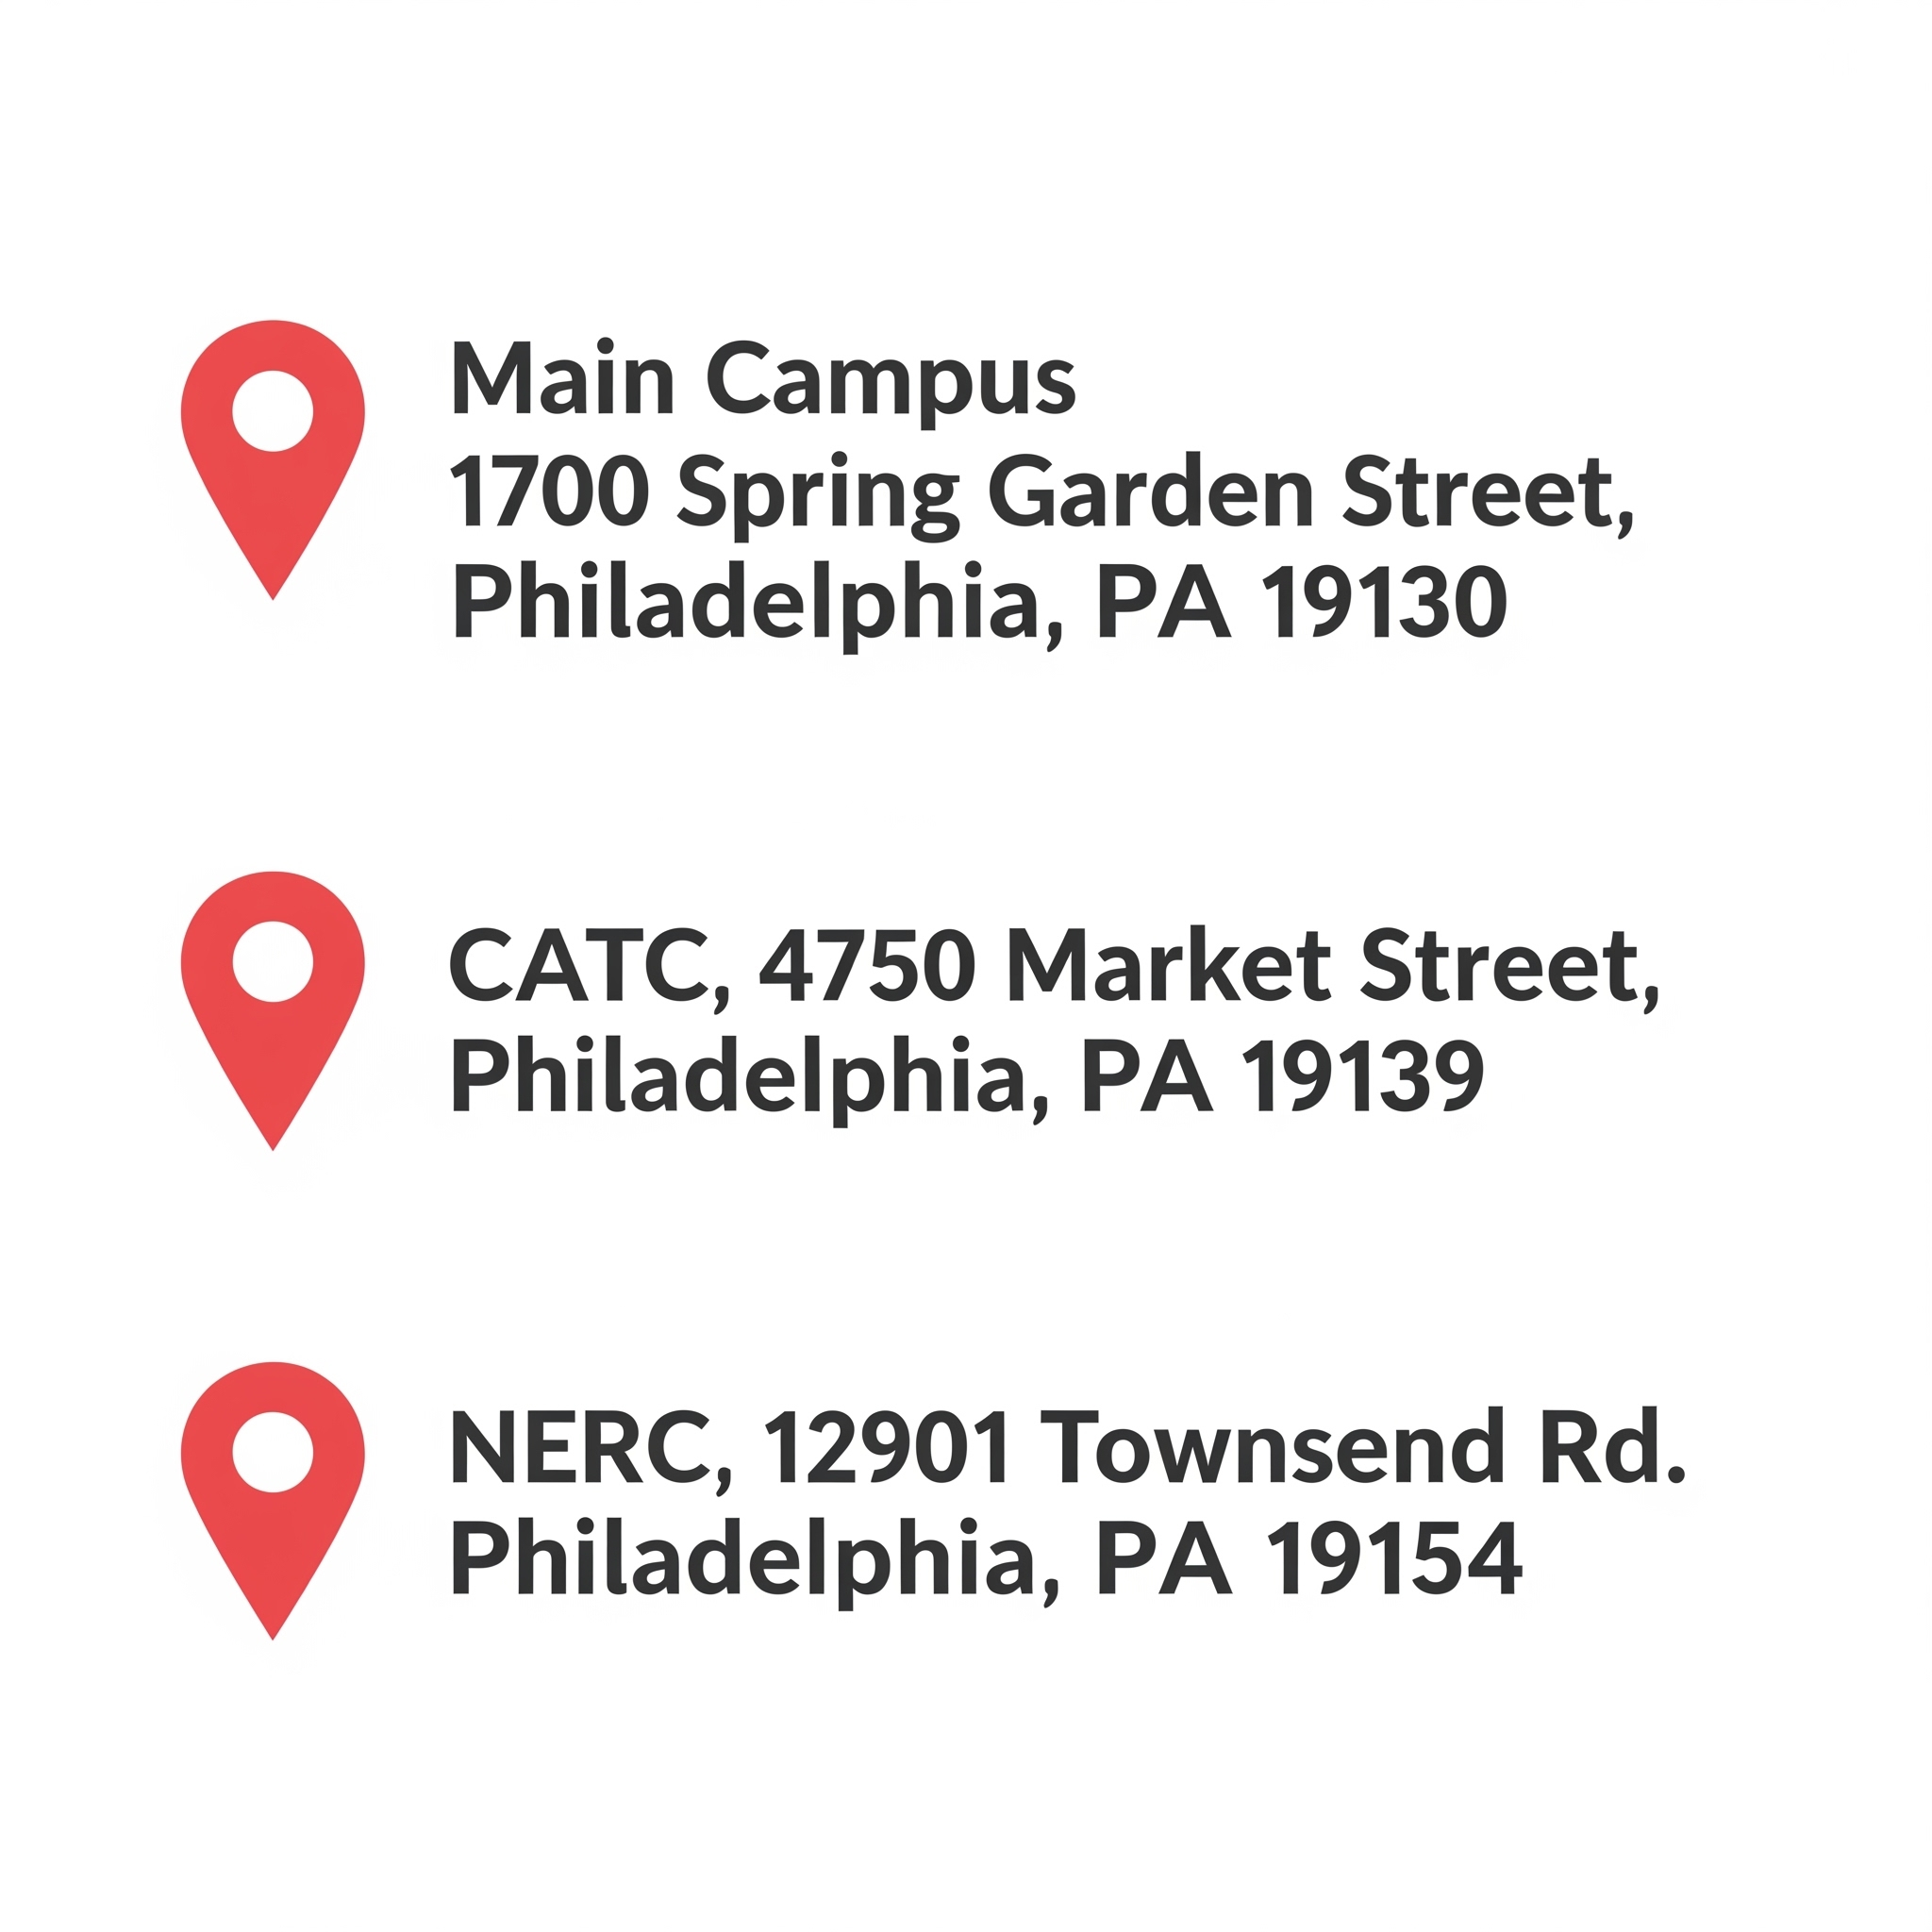 Main Campus
1700 Spring Garden Street,
Philadelphia, PA 19130
CATC, 4750 Market Street,
Philadelphia, PA 19139
NERC, 12901 Townsend Rd.
Philadelphia, PA 19154